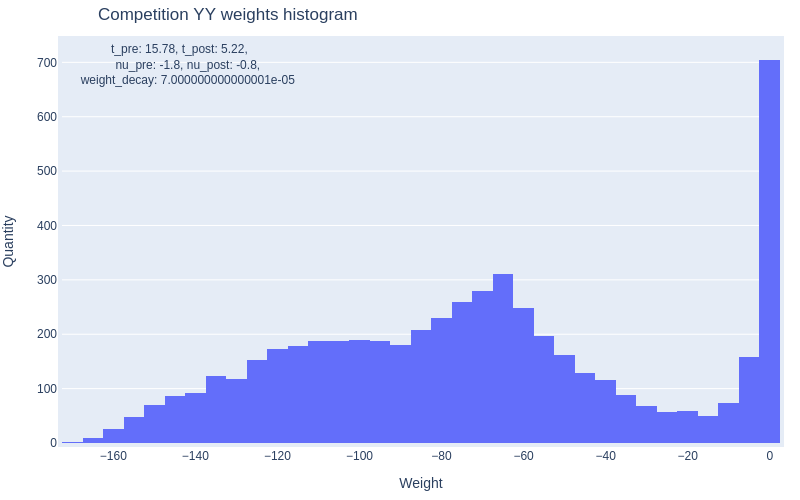 Competition YY weights histogram
t_pre: 15.78, t_post: 5.22,
nu_pre: -1.8, nu_post: -0.8,
weight_decay: 7.000000000000001e-05
700
600
500
400
300
200
100
0
Quantity
−160
−140
−120
−100
−80
−60
−40
−20
0
Weight